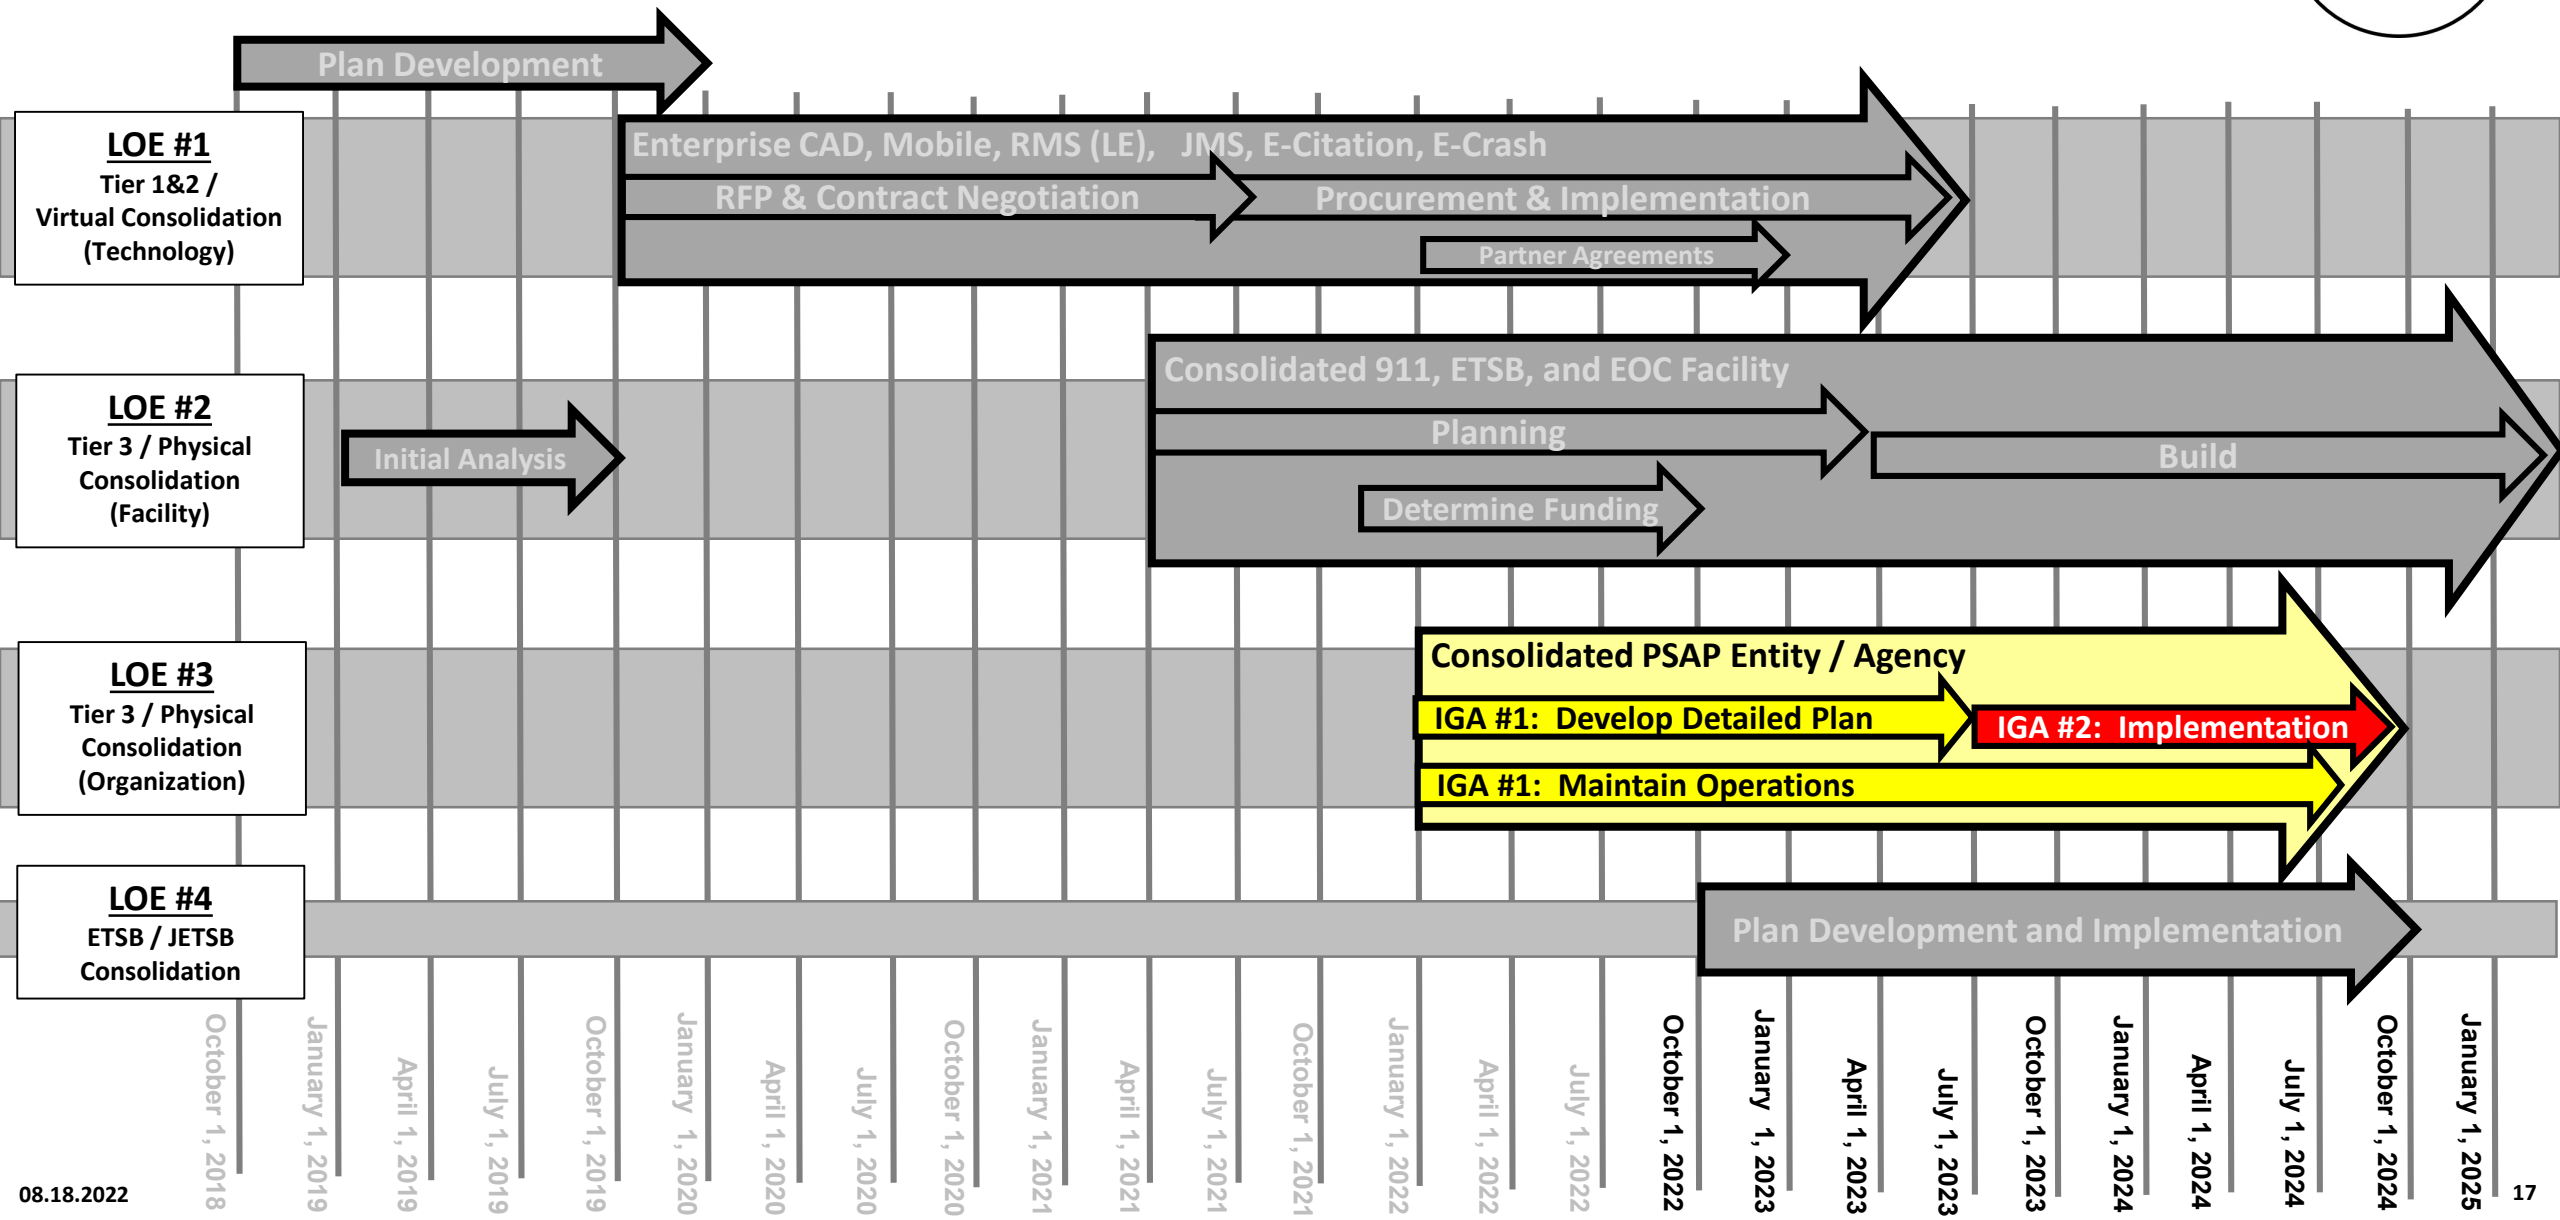 Plan Development
LOE #1
Tier 1&2 /
Virtual Consolidation
(Technology)
Enterprise CAD, Mobile, RMS (LE), JMS, E-Citation, E-Crash
RFP & Contract Negotiation
Procurement & Implementation
Partner Agreements
LOE #2
Tier 3 / Physical
Consolidation
(Facility)
Initial Analysis
Consolidated 911, ETSB, and EOC Facility
Planning
Build
Determine Funding
LOE #3
Tier 3 / Physical
Consolidation
(Organization)
Consolidated PSAP Entity / Agency
IGA #1: Develop Detailed Plan
IGA #2: Implementation
IGA #1: Maintain Operations
LOE #4
ETSB / JETSB
Consolidation
Plan Development and Implementation
October 1, 2018
January 1, 2019
April 1, 2019
July 1, 2019
October 1, 2019
January 1, 2020
April 1, 2020
July 1, 2020
October 1, 2020
January 1, 2021
April 1, 2021
July 1, 2021
October 1, 2021
January 1, 2022
April 1, 2022
July 1, 2022
October 1, 2022
January 1, 2023
April 1, 2023
July 1, 2023
October 1, 2023
January 1, 2024
April 1, 2024
July 1, 2024
October 1, 2024
January 1, 2025
08.18.2022
17